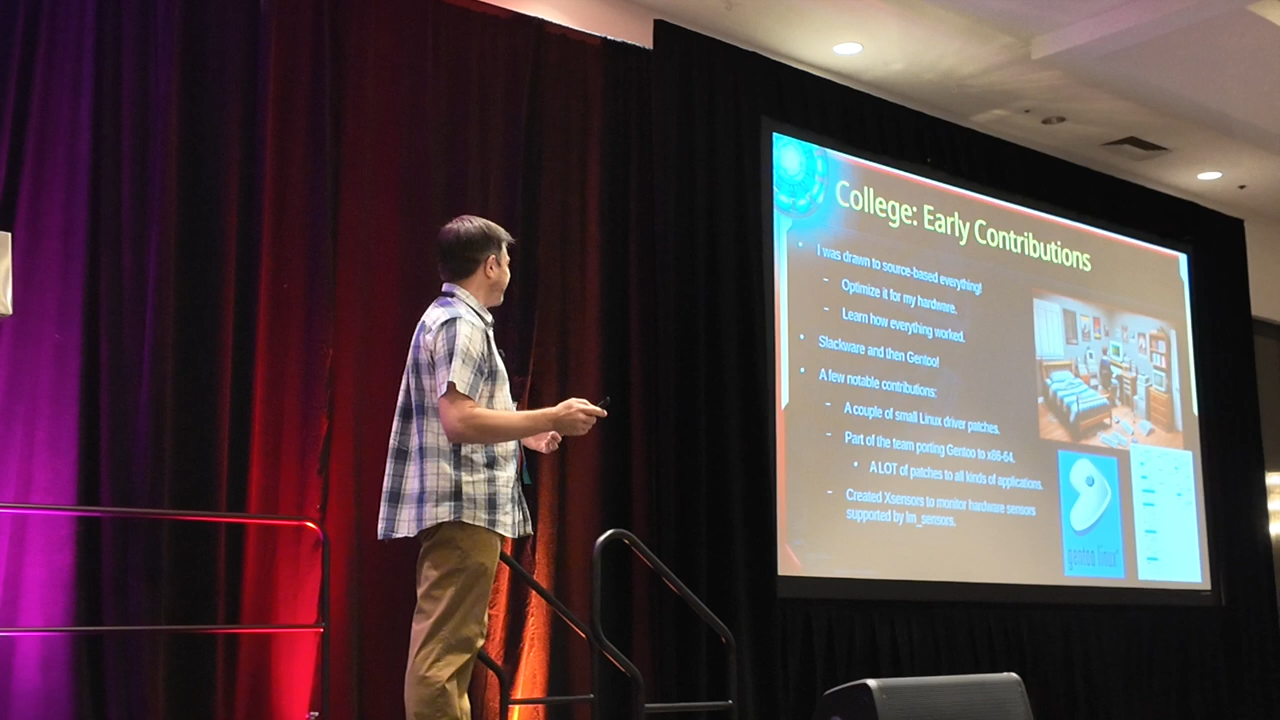 College: Early Contributions
• I was drawn to source-based everything!
– Optimize it for my hardware.
– Learn how everything worked.
• Slackware and then Gentoo!
• A few notable contributions:
– A couple of small Linux driver patches.
– Part of the team porting Gentoo to x86-64.
• A LOT of patches to all kinds of applications.
– Created Xsensors to monitor hardware sensors
supported by lm_sensors.
gentoo linux